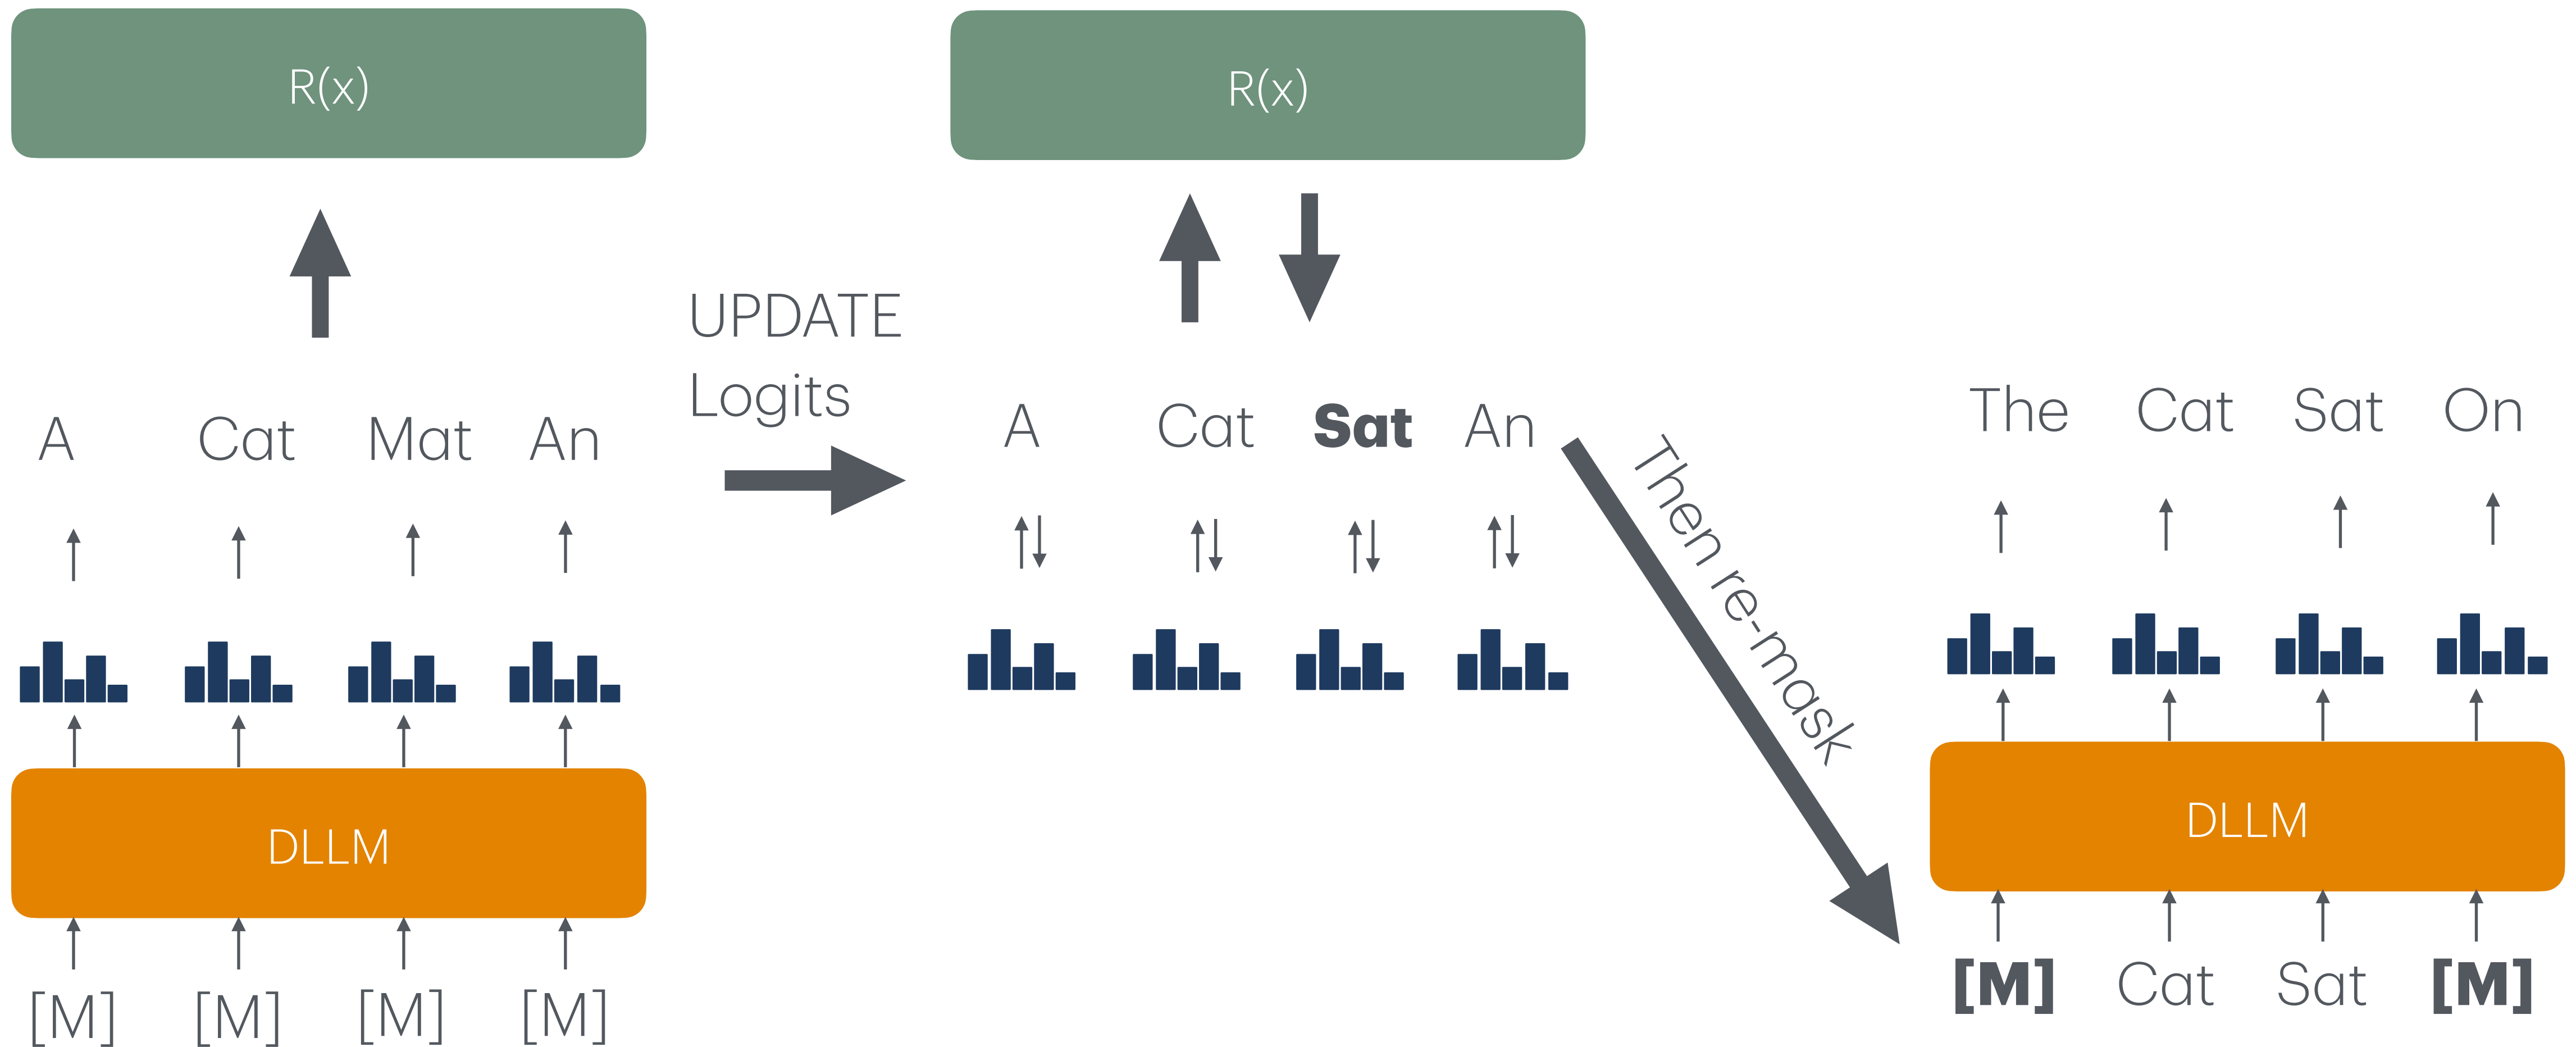 R(x)
R(x)
UPDATE
Logits
A Cat Mat An
A Cat Sat An
The Cat Sat On
Then re-mask
DLLM
DLLM
[M] [M] [M] [M]
[M] Cat Sat [M]